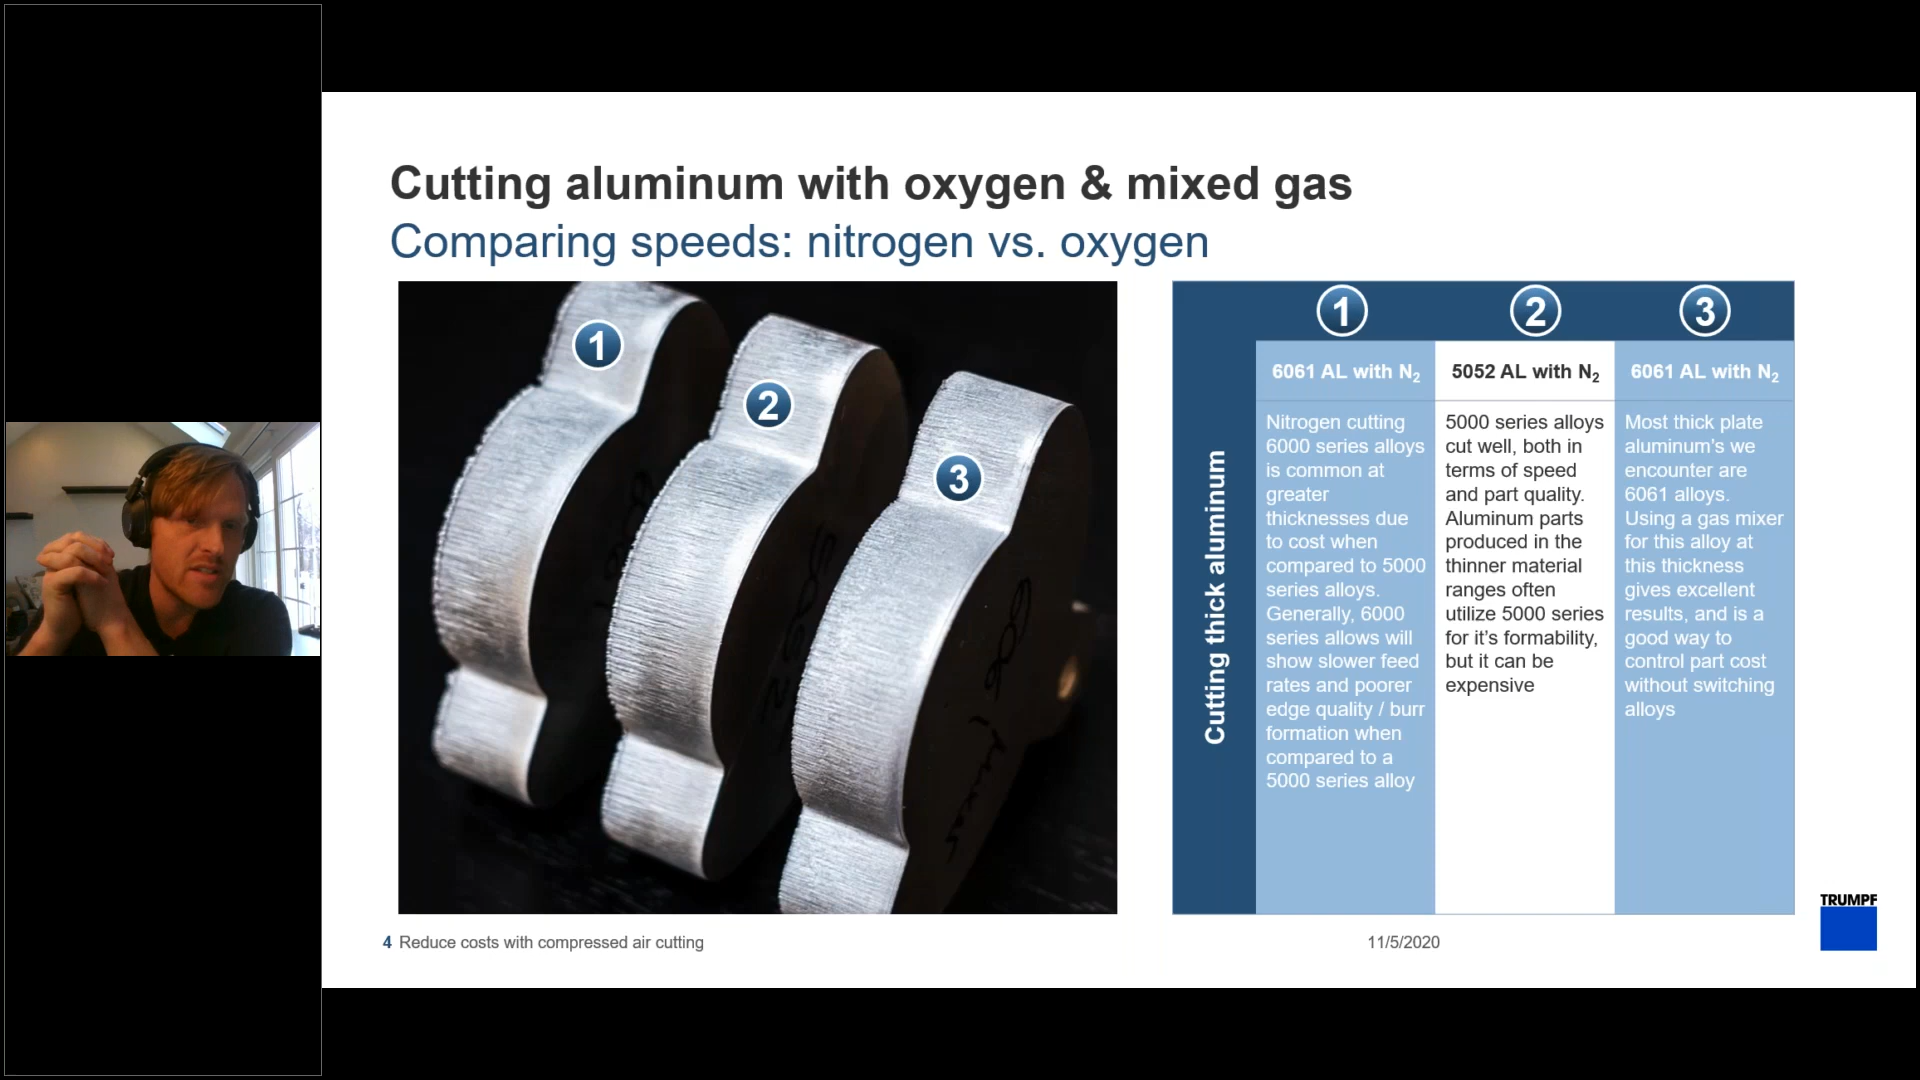 Cutting aluminum with oxygen & mixed gas
Comparing speeds: nitrogen vs. oxygen
1
2
3
1
2
3
Cutting thick aluminum
6061 AL with N₂
Nitrogen cutting
6000 series alloys
is common at
greater
thicknesses due
to cost when
compared to 5000
series alloys.
Generally, 6000
series allows will
show slower feed
rates and poorer
edge quality / burr
formation when
compared to a
5000 series alloy
5052 AL with N₂
5000 series alloys
cut well, both in
terms of speed
and part quality.
Aluminum parts
produced in the
thinner material
ranges often
utilize 5000 series
for it's formability,
but it can be
expensive
6061 AL with N₂
Most thick plate
aluminum's we
encounter are
6061 alloys.
Using a gas mixer
for this alloy at
this thickness
gives excellent
results, and is a
good way to
control part cost
without switching
alloys
4 Reduce costs with compressed air cutting
11/5/2020
TRUMPF